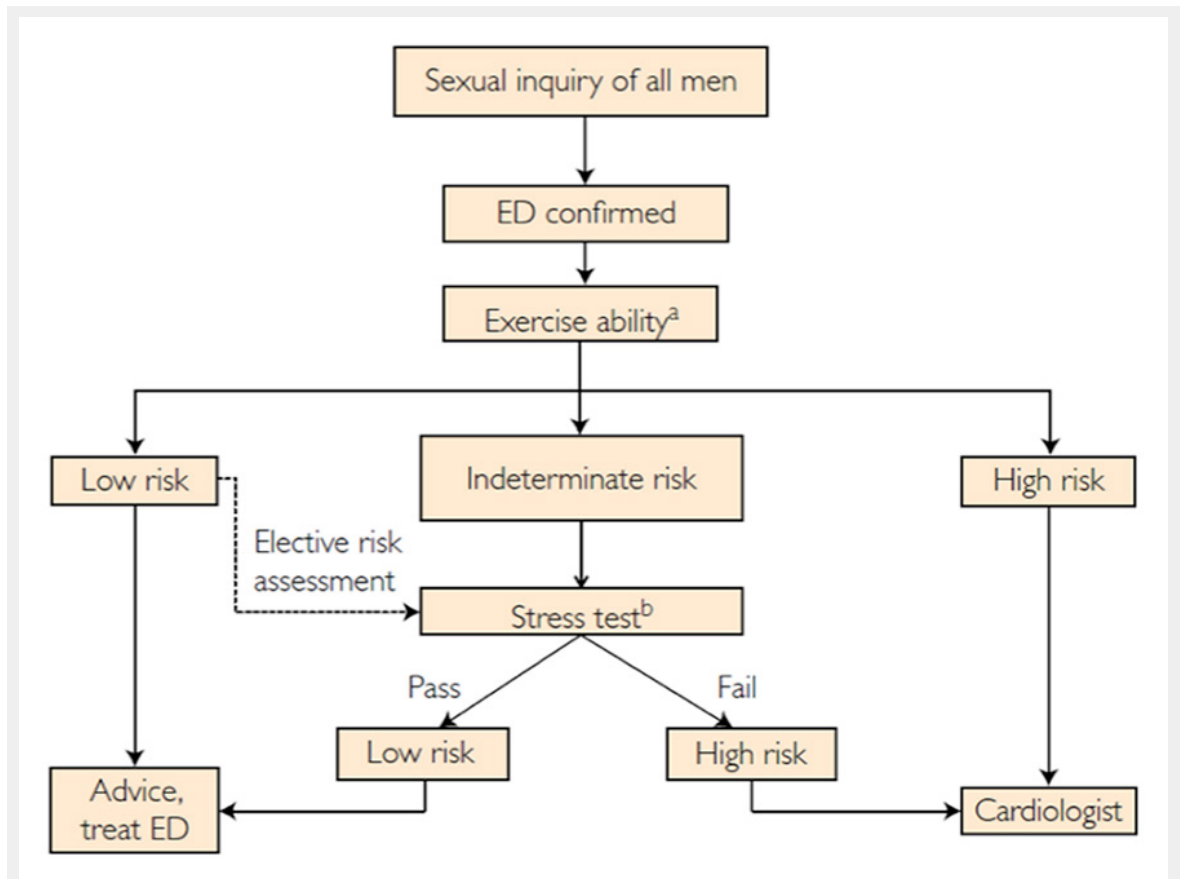 Sexual inquiry of all men
ED confirmed
Exercise abilityᵃ
Low risk
Indeterminate risk
High risk
Elective risk
assessment
Stress testᵇ
Pass
Fail
Low risk
High risk
Advice,
treat ED
Cardiologist